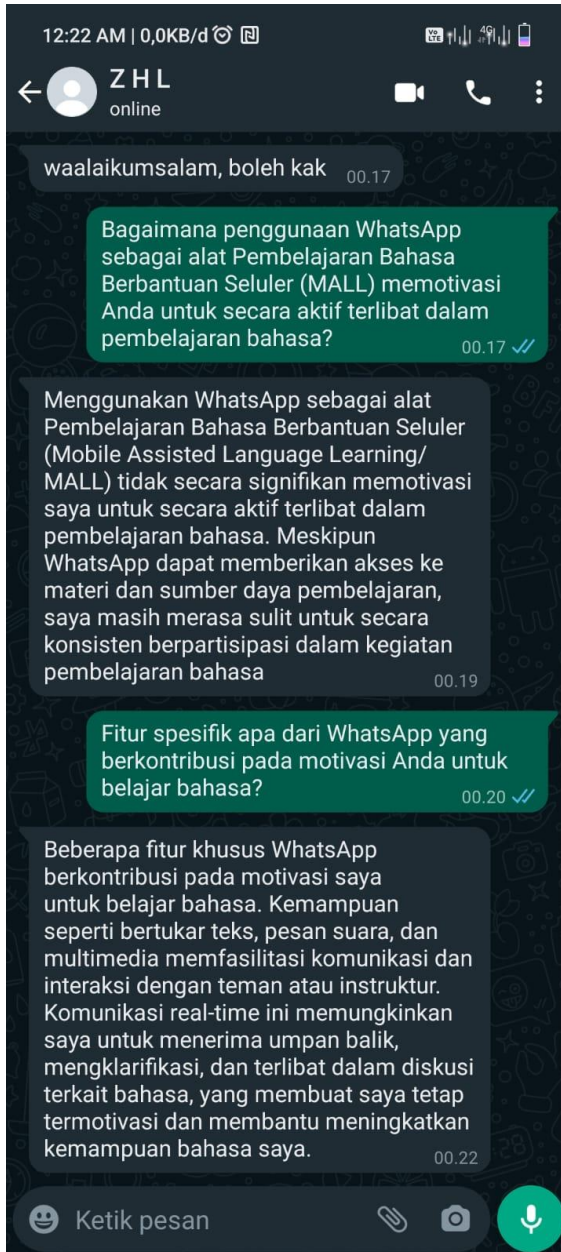 12:22 AM | 0,0KB/d
Vo LTE 4G
Z H L
online
waalaikumsalam, boleh kak 00.17
Bagaimana penggunaan WhatsApp
sebagai alat Pembelajaran Bahasa
Berbantuan Seluler (MALL) memotivasi
Anda untuk secara aktif terlibat dalam
pembelajaran bahasa? 00.17
Menggunakan WhatsApp sebagai alat
Pembelajaran Bahasa Berbantuan Seluler
(Mobile Assisted Language Learning/
MALL) tidak secara signifikan memotivasi
saya untuk secara aktif terlibat dalam
pembelajaran bahasa. Meskipun
WhatsApp dapat memberikan akses ke
materi dan sumber daya pembelajaran,
saya masih merasa sulit untuk secara
konsisten berpartisipasi dalam kegiatan
pembelajaran bahasa 00.19
Fitur spesifik apa dari WhatsApp yang
berkontribusi pada motivasi Anda untuk
belajar bahasa? 00.20
Beberapa fitur khusus WhatsApp
berkontribusi pada motivasi saya
untuk belajar bahasa. Kemampuan
seperti bertukar teks, pesan suara, dan
multimedia memfasilitasi komunikasi dan
interaksi dengan teman atau instruktur.
Komunikasi real-time ini memungkinkan
saya untuk menerima umpan balik,
mengklarifikasi, dan terlibat dalam diskusi
terkait bahasa, yang membuat saya tetap
termotivasi dan membantu meningkatkan
kemampuan bahasa saya. 00.22
Ketik pesan